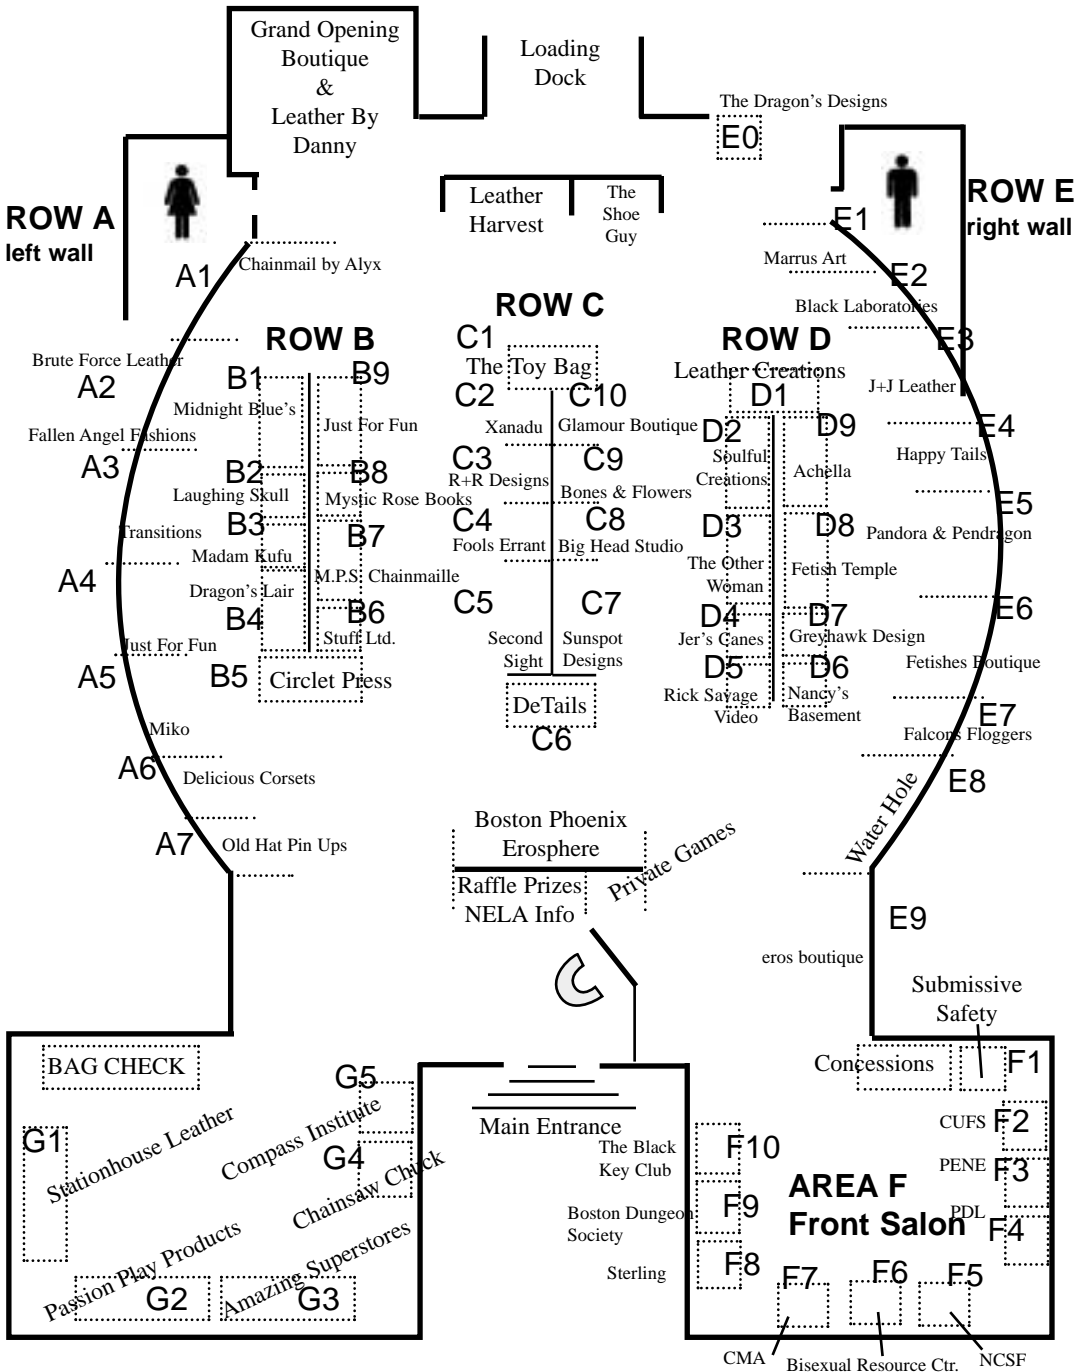 Grand Opening
Boutique
&
Leather By
Danny
Loading
Dock
The Dragon's Designs
E0
ROW A
left wall
Leather
Harvest
The
Shoe
Guy
ROW E
right wall
A1
Chainmail by Alyx
E1
Marrus Art
E2
Black Laboratories
E3
J+J Leather
Brute Force Leather
A2
Fallen Angel Fashions
A3
Transitions
A4
Just For Fun
A5
Miko
A6
Delicious Corsets
A7
Old Hat Pin Ups
ROW B
B1
Midnight Blue's
B2
Laughing Skull
B3
Madam Kufu
Dragon's Lair
B4
B5
Circlet Press
B9
Just For Fun
B8
Mystic Rose Books
B7
M.P.S. Chainmaille
B6
Stuff Ltd.
ROW C
C1
The Toy Bag
C2
Xanadu
C3
R+R Designs
C4
Fools Errant
C5
Second
Sight
C10
Glamour Boutique
C9
Bones & Flowers
C8
Big Head Studio
C7
Sunspot
Designs
DeTails
C6
ROW D
Leather Creations
D1
D2
Soulful
Creations
D3
The Other
Woman
D4
Jer's Canes
D5
Rick Savage
Video
D9
Achella
D8
Fetish Temple
D7
Greyhawk Design
D6
Nancy's
Basement
E4
Happy Tails
E5
Pandora & Pendragon
E6
Fetishes Boutique
E7
Falcons Floggers
E8
Water Hole
E9
eros boutique
Boston Phoenix
Erosphere
Raffle Prizes
NELA Info
Private Games
Submissive
Safety
Concessions
F1
CUFS
F2
PENE
F3
PDL
F4
BAG CHECK
G1
Stationhouse Leather
G5
Compass Institute
G4
Chainsaw Chuck
Passion Play Products
G2
Amazing Superstores
G3
Main Entrance
The Black
Key Club
F10
Boston Dungeon
Society
F9
Sterling
F8
AREA F
Front Salon
F7
F6
F5
CMA
Bisexual Resource Ctr.
NCSF